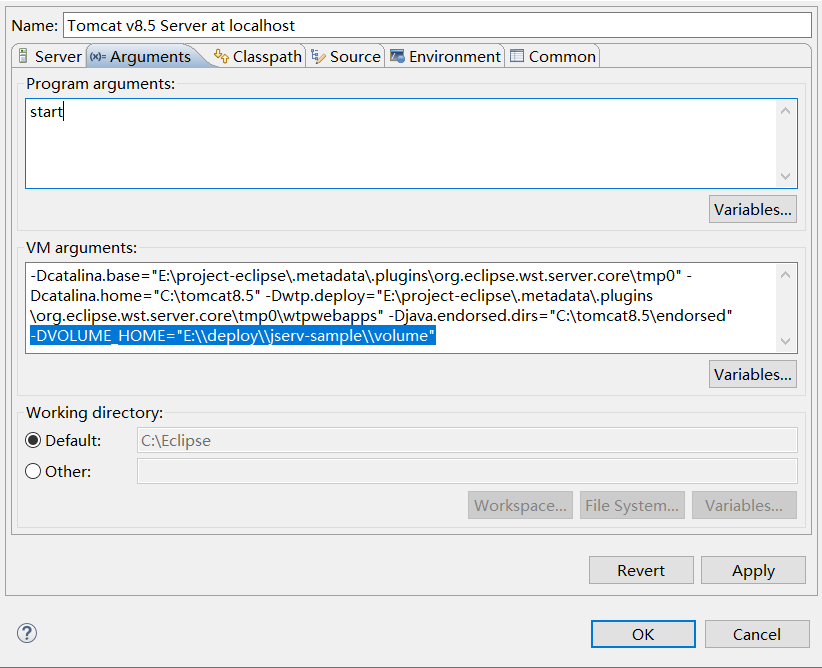 Name: Tomcat v8.5 Server at localhost
Server (x)= Arguments Classpath Source Environment Common
Program arguments:
start
Variables...
VM arguments:
-Dcatalina.base="E:\project-eclipse\.metadata\.plugins\org.eclipse.wst.server.core\tmp0" -
Dcatalina.home="C:\tomcat8.5" -Dwtp.deploy="E:\project-eclipse\.metadata\.plugins
\org.eclipse.wst.server.core\tmp0\wtpwebapps" -Djava.endorsed.dirs="C:\tomcat8.5\endorsed"
-DVOLUME_HOME="E:\\deploy\\jserv-sample\\volume"
Variables...
Working directory:
Default: C:\Eclipse
Other:
Workspace... File System... Variables...
Revert Apply
? OK Cancel